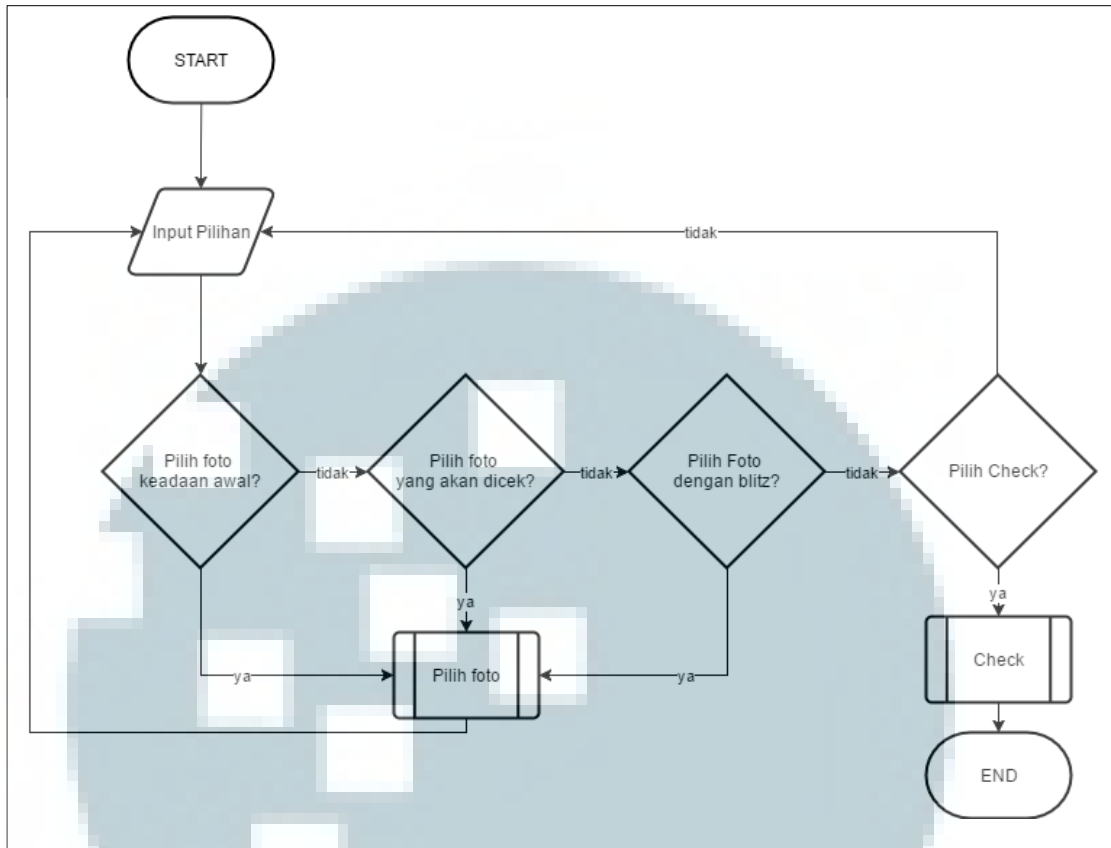 START
Input Pilihan
tidak
Pilih foto
keadaan awal?
tidak
Pilih foto
yang akan dicek?
tidak
Pilih Foto
dengan blitz?
tidak
Pilih Check?
ya
ya
Pilih foto
ya
ya
Check
END